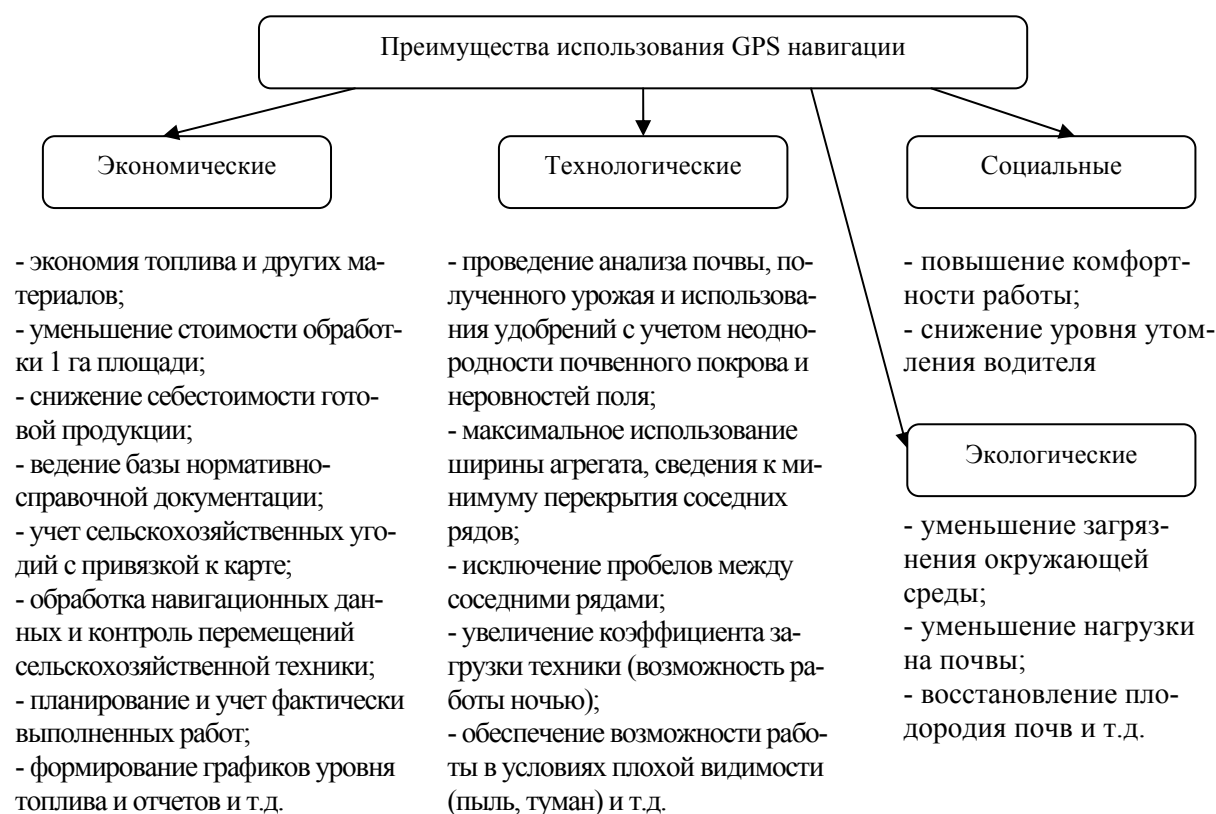 Преимущества использования GPS навигации
Экономические
- экономия топлива и других ма-
териалов;
- уменьшение стоимости обработ-
ки 1 га площади;
- снижение себестоимости гото-
вой продукции;
- ведение базы нормативно-
справочной документации;
- учет сельскохозяйственных уго-
дий с привязкой к карте;
- обработка навигационных дан-
ных и контроль перемещений
сельскохозяйственной техники;
- планирование и учет фактически
выполненных работ;
- формирование графиков уровня
топлива и отчетов и т.д.
Технологические
- проведение анализа почвы, по-
лученного урожая и использова-
ния удобрений с учетом неодно-
родности почвенного покрова и
неровностей поля;
- максимальное использование
ширины агрегата, сведения к ми-
нимуму перекрытия соседних
рядов;
- исключение пробелов между
соседними рядами;
- увеличение коэффициента за-
грузки техники (возможность ра-
боты ночью);
- обеспечение возможности рабо-
ты в условиях плохой видимости
(пыль, туман) и т.д.
Социальные
- повышение комфорт-
ности работы;
- снижение уровня утом-
ления водителя
Экологические
- уменьшение загряз-
нения окружающей
среды;
- уменьшение нагрузки
на почвы;
- восстановление пло-
дородия почв и т.д.